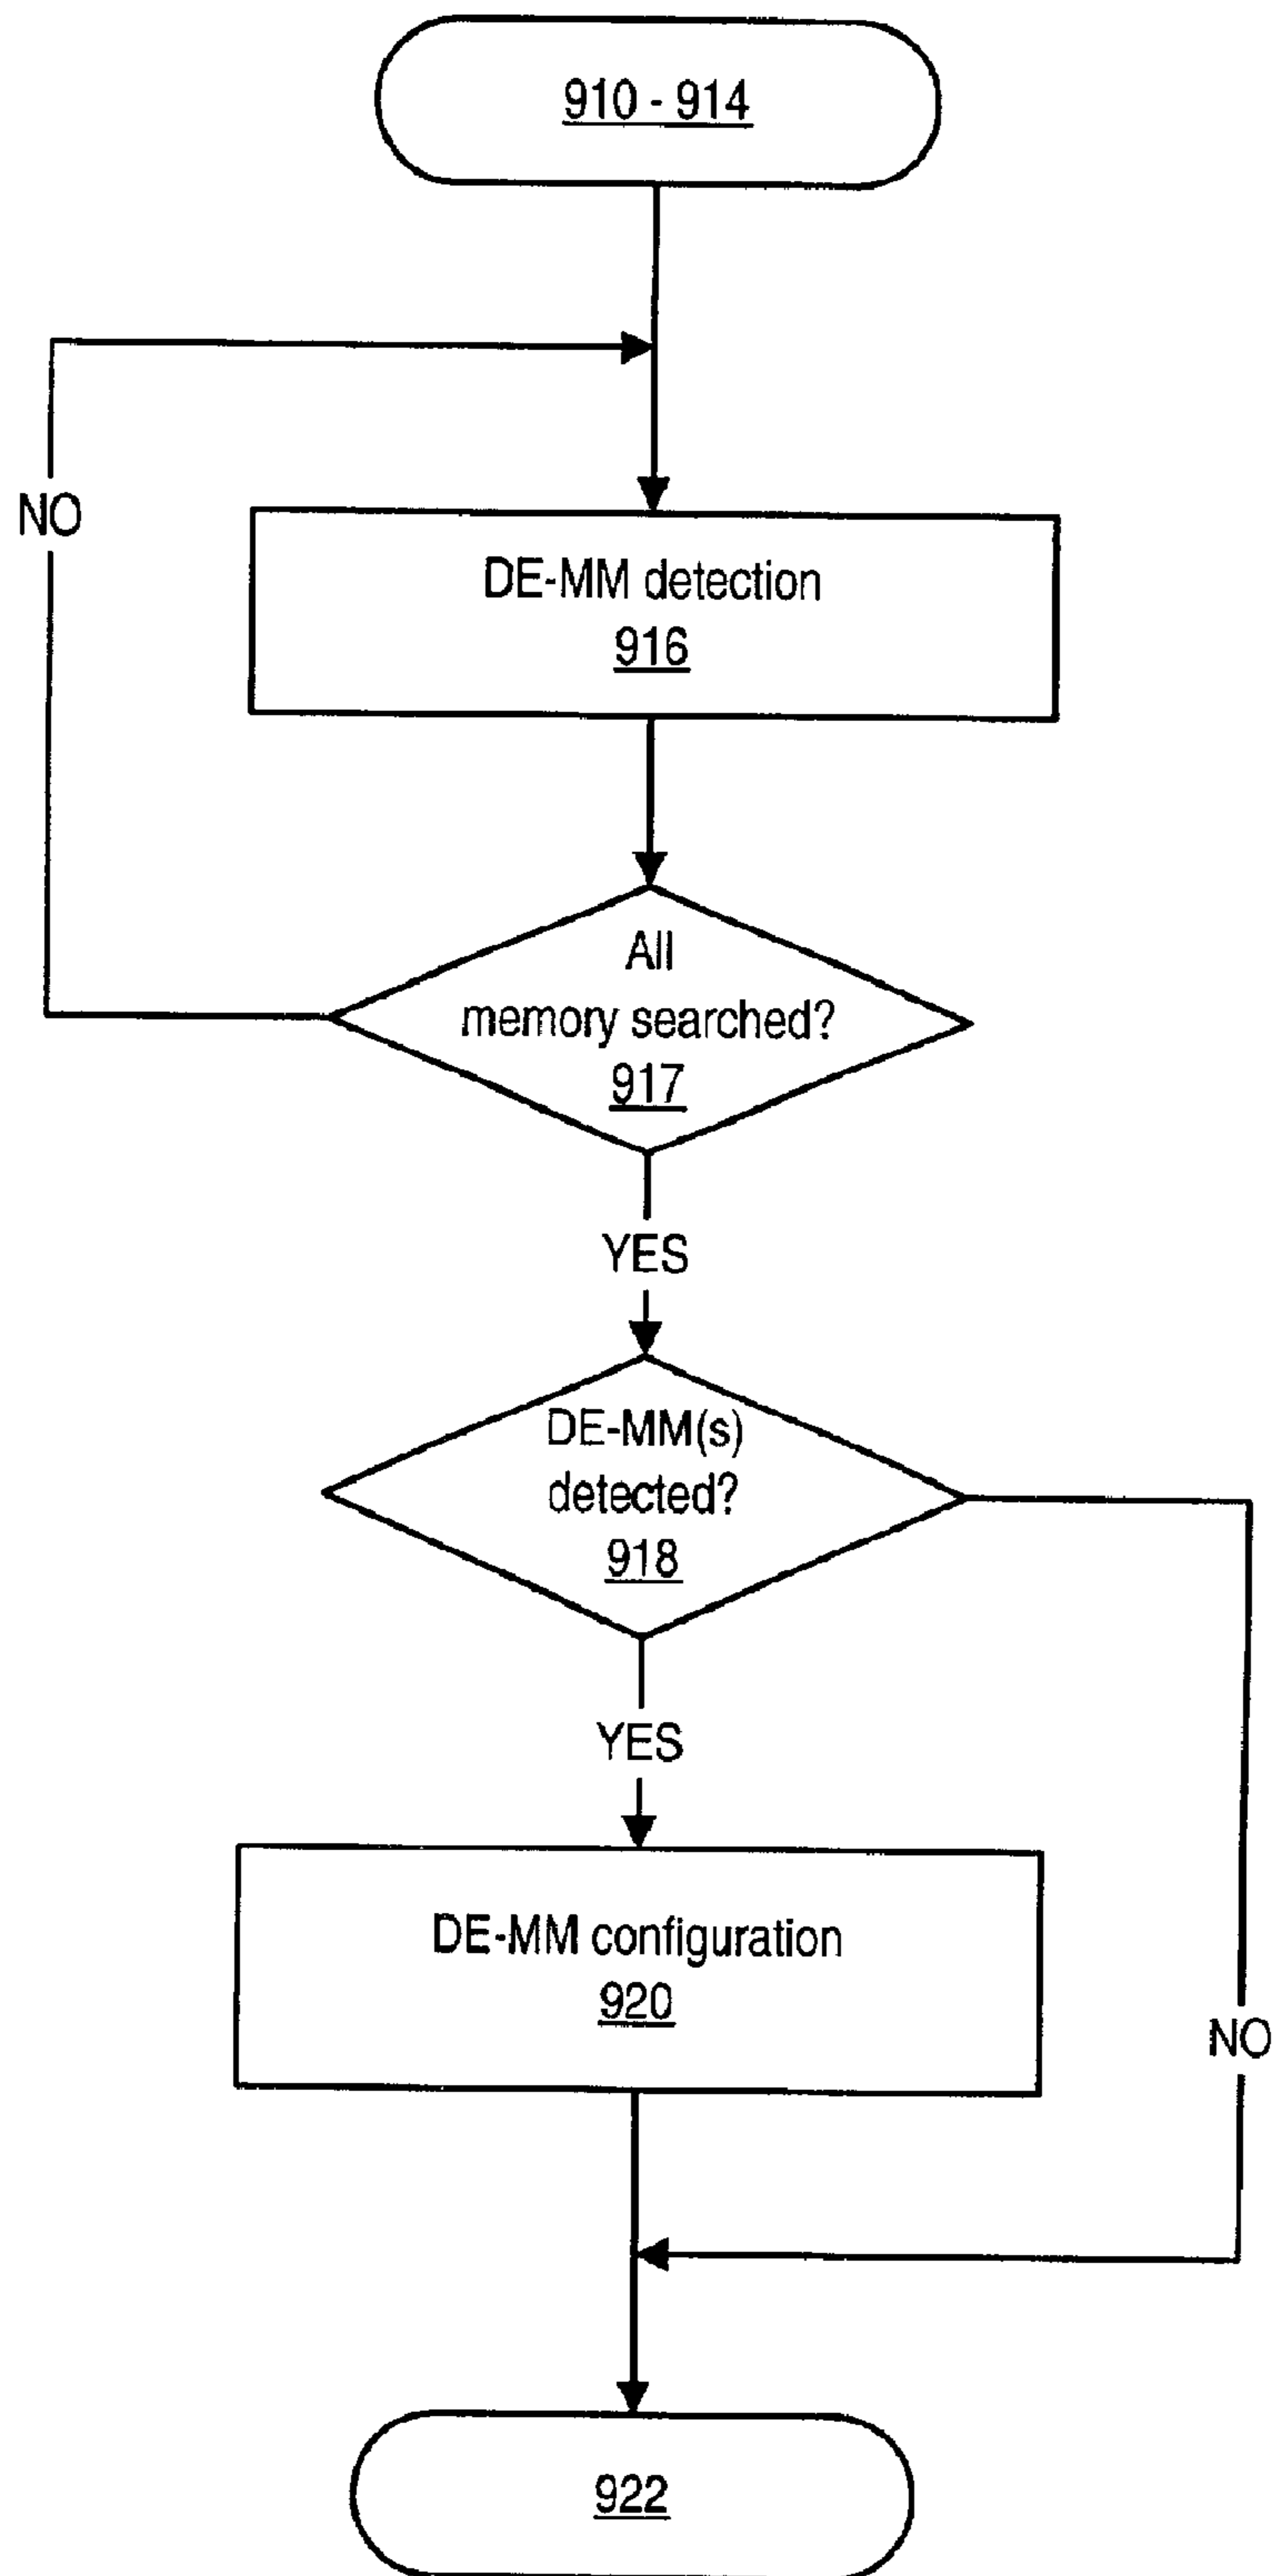 910 - 914
NO
DE-MM detection
916
All
memory searched?
917
YES
DE-MM(s)
detected?
918
YES
DE-MM configuration
920
NO
922